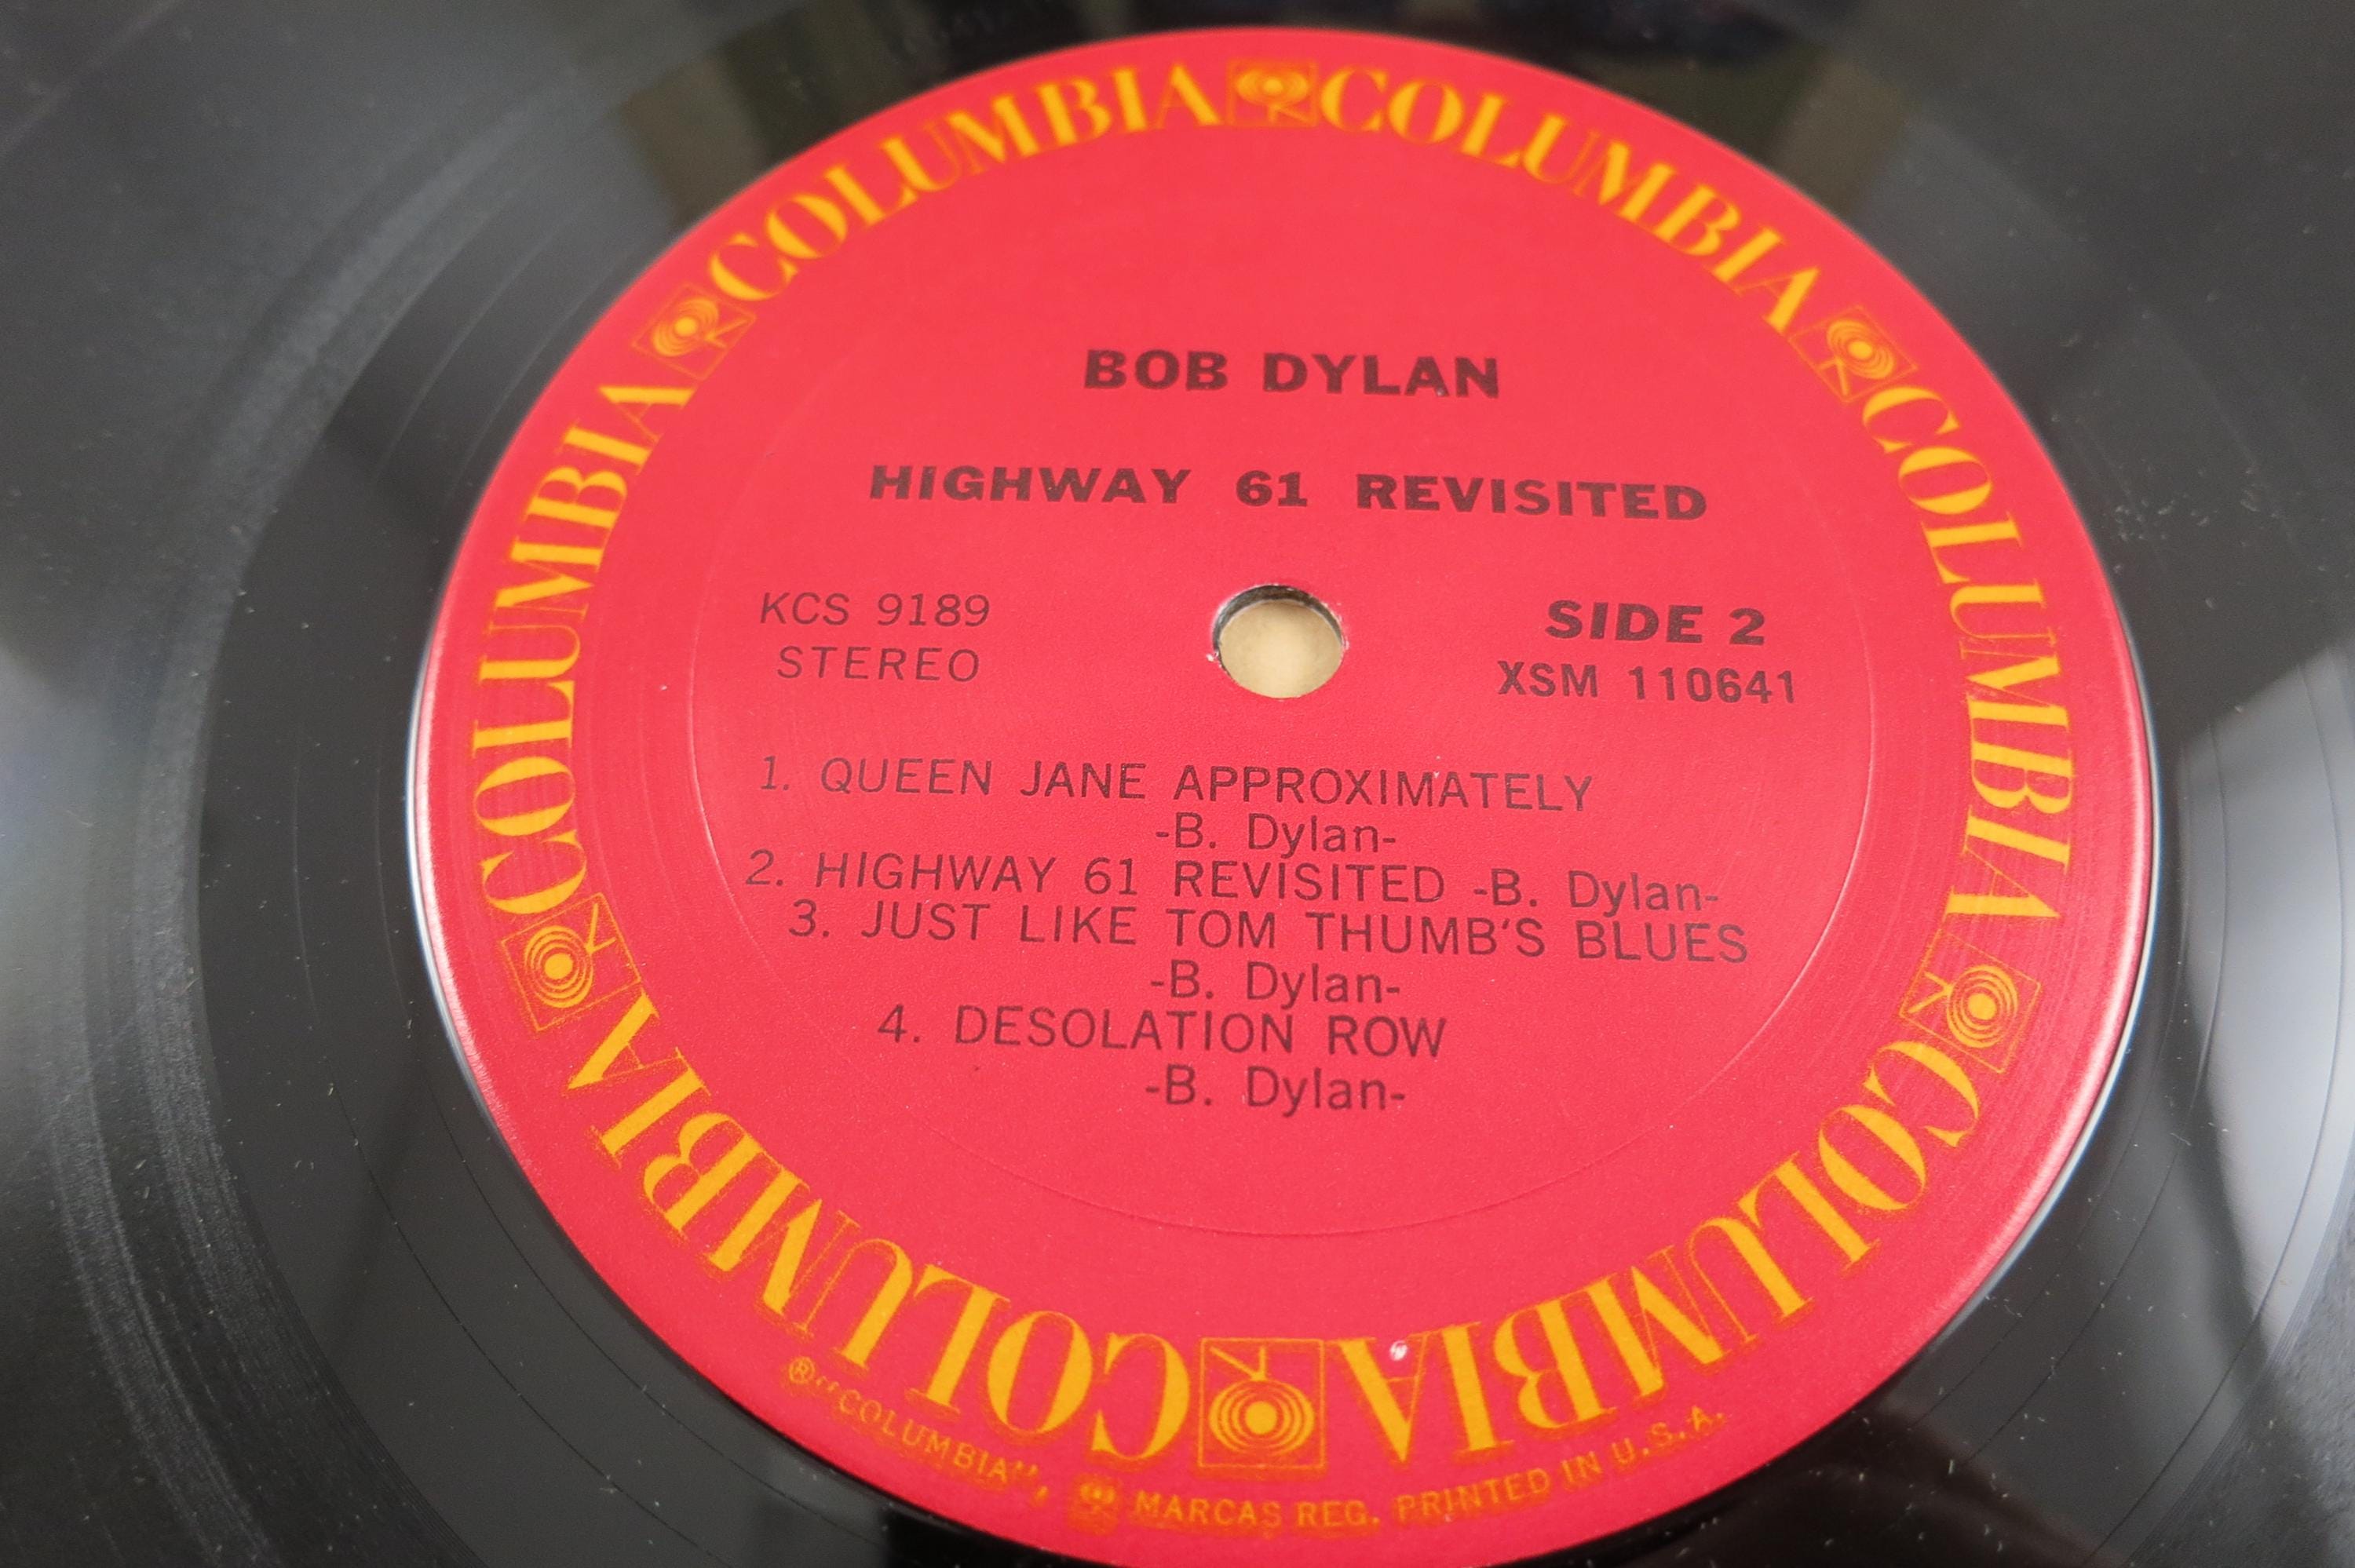 COLUMBIA COLUMBIA COLUMBIA COLUMBIA COLUMBIA COLUMBIA
BOB DYLAN
HIGHWAY 61 REVISITED
KCS 9189
STEREO
SIDE 2
XSM 110641
1. QUEEN JANE APPROXIMATELY
-B. Dylan-
2. HIGHWAY 61 REVISITED -B. Dylan-
3. JUST LIKE TOM THUMB'S BLUES
-B. Dylan-
4. DESOLATION ROW
-B. Dylan-
® "COLUMBIA", MARCAS REG. PRINTED IN U.S.A.